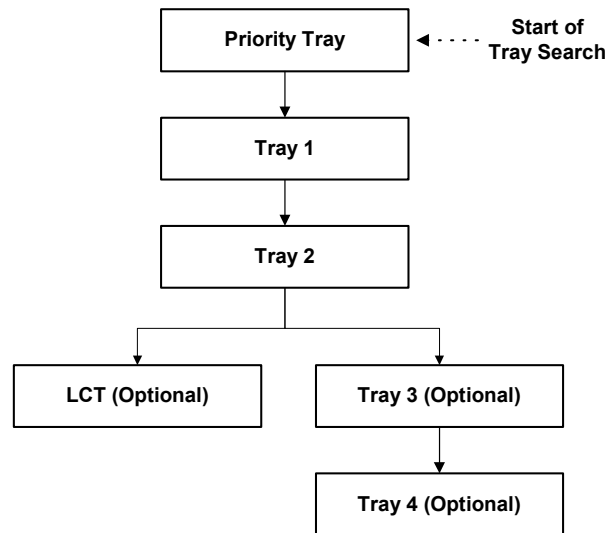 Priority Tray
Start of
Tray Search
Tray 1
Tray 2
LCT (Optional)
Tray 3 (Optional)
Tray 4 (Optional)